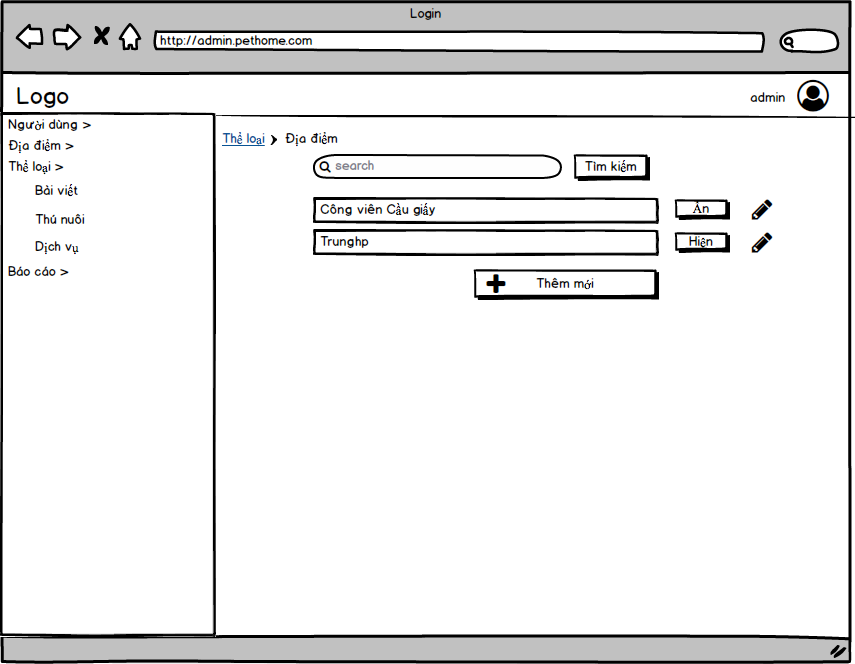 Login
http://admin.pethome.com
Logo
admin
Người dùng >
Địa điểm >
Thể loại >
Bài viết
Thú nuôi
Dịch vụ
Báo cáo >
Thể loại > Địa điểm
search
Tìm kiếm
Công viên Cầu giấy
Ẩn
Trunghp
Hiện
Thêm mới